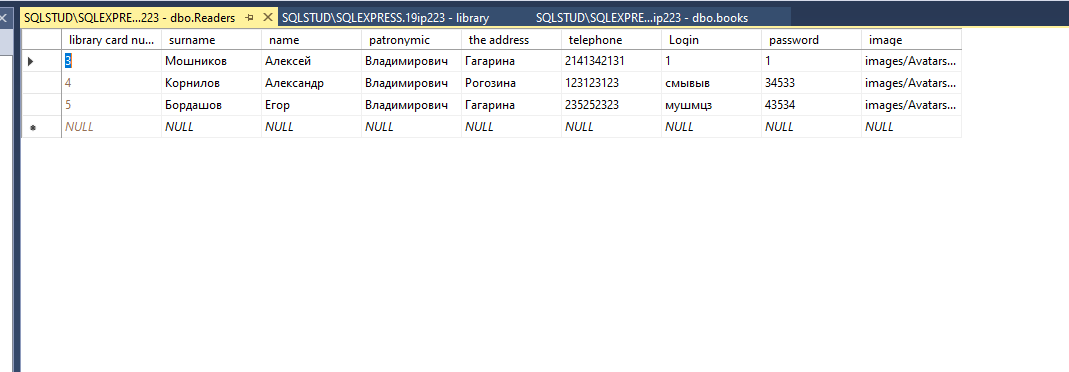 SQLSTUD\SQLEXPRE...223 - dbo.Readers SQLSTUD\SQLEXPRESS.19ip223 - library SQLSTUD\SQLEXPRE...ip223 - dbo.books
library card nu... surname name patronymic the address telephone Login password image
3 Мошников Алексей Владимирович Гагарина 2141342131 1 1 images/Avatars...
4 Корнилов Александр Владимирович Рогозина 123123123 смывыв 34533 images/Avatars...
5 Бордашов Егор Владимирович Гагарина 235252323 мушмцз 43534 images/Avatars...
NULL NULL NULL NULL NULL NULL NULL NULL NULL